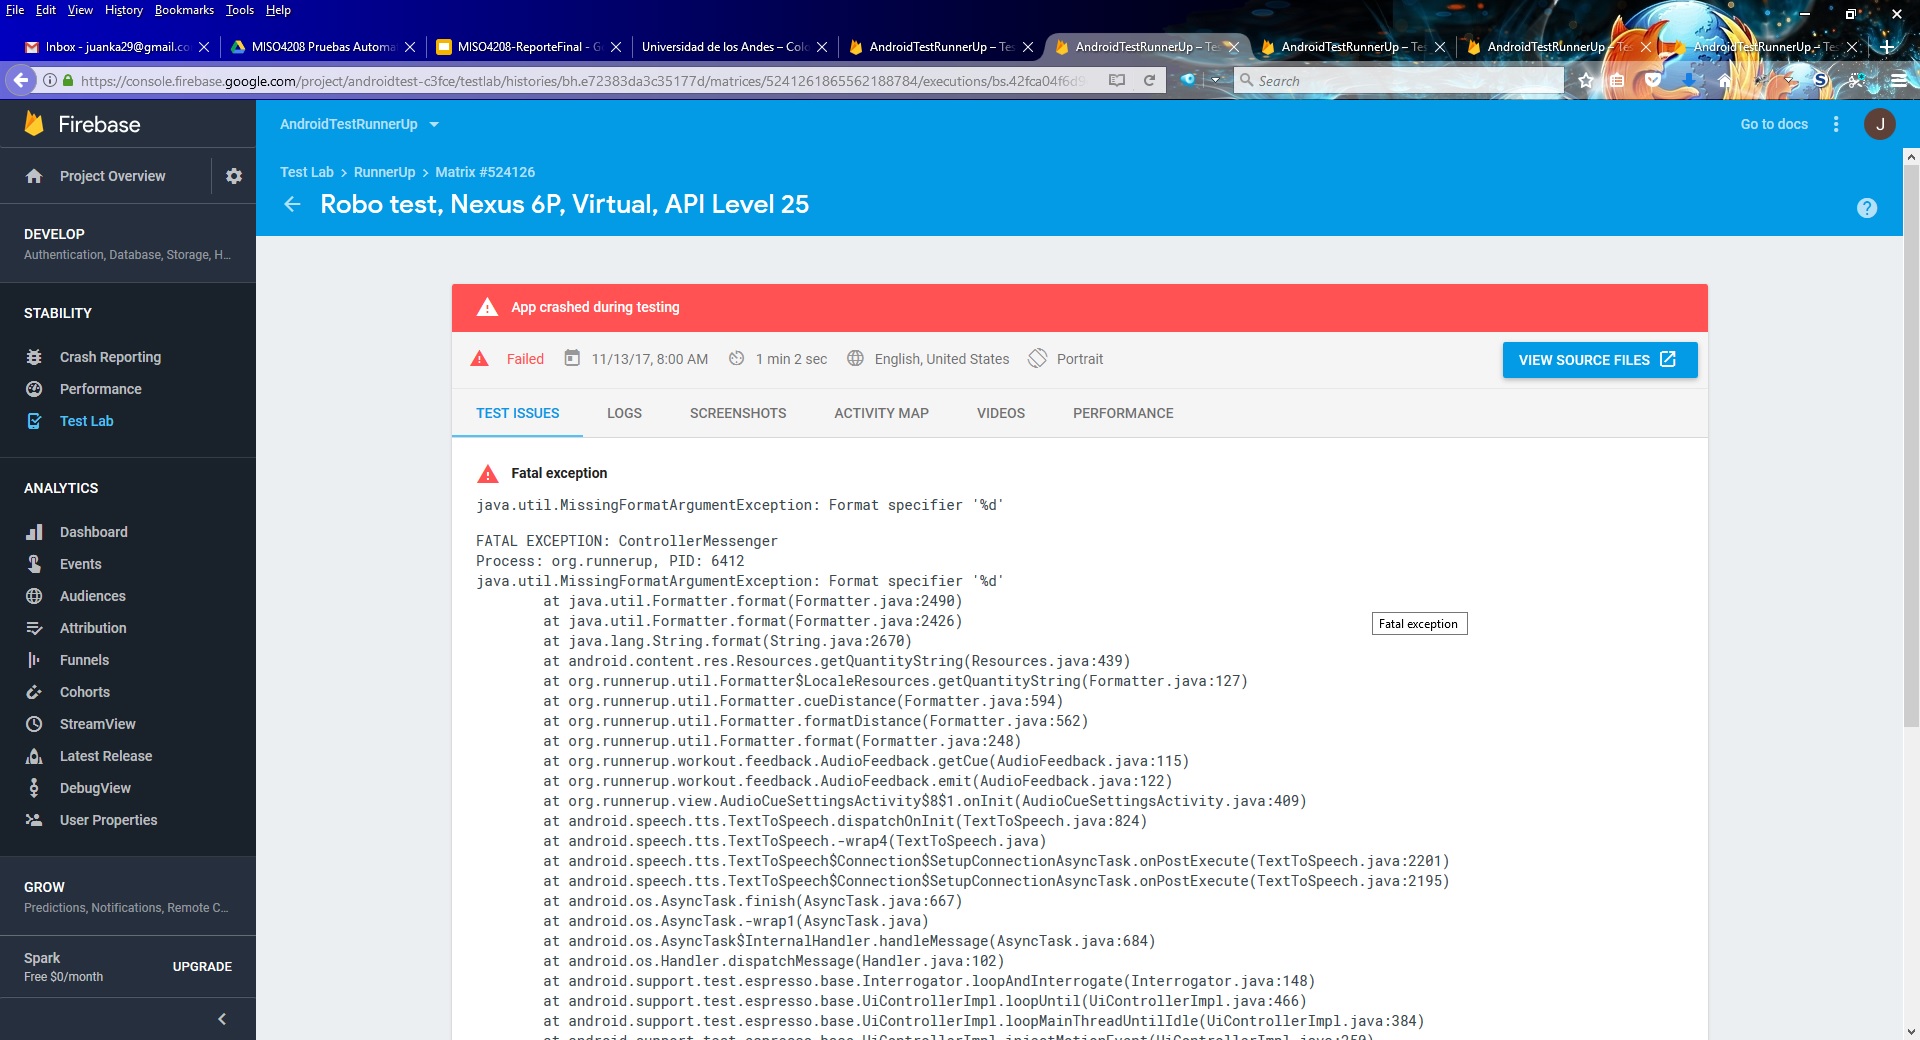 File Edit View History Bookmarks Tools Help
Inbox - juanka29@gmail.co
MISO4208 Pruebas Automa
MISO4208-ReporteFinal - G
Universidad de los Andes – Colo
AndroidTestRunnerUp – Tes
AndroidTestRunnerUp – Tes
AndroidTestRunnerUp – Tes
AndroidTestRunnerUp – Tes
AndroidTestRunnerUp – Tes
https://console.firebase.google.com/project/androidtest-c3fce/testlab/histories/bh.e72383da3c35177d/matrices/5241261865562188784/executions/bs.42fca04f6d9
Search
Firebase
AndroidTestRunnerUp
Go to docs
J
Project Overview
Test Lab > RunnerUp > Matrix #524126
Robo test, Nexus 6P, Virtual, API Level 25
?
DEVELOP
Authentication, Database, Storage, H...
STABILITY
Crash Reporting
Performance
Test Lab
ANALYTICS
Dashboard
Events
Audiences
Attribution
Funnels
Cohorts
StreamView
Latest Release
DebugView
User Properties
GROW
Predictions, Notifications, Remote C...
Spark
Free $0/month
UPGRADE
App crashed during testing
Failed 11/13/17, 8:00 AM 1 min 2 sec English, United States Portrait
VIEW SOURCE FILES
TEST ISSUES LOGS SCREENSHOTS ACTIVITY MAP VIDEOS PERFORMANCE
Fatal exception
java.util.MissingFormatArgumentException: Format specifier '%d'
FATAL EXCEPTION: ControllerMessenger
Process: org.runnerup, PID: 6412
java.util.MissingFormatArgumentException: Format specifier '%d'
at java.util.Formatter.format(Formatter.java:2490)
at java.util.Formatter.format(Formatter.java:2426)
Fatal exception
at java.lang.String.format(String.java:2670)
at android.content.res.Resources.getQuantityString(Resources.java:439)
at org.runnerup.util.Formatter$LocaleResources.getQuantityString(Formatter.java:127)
at org.runnerup.util.Formatter.cueDistance(Formatter.java:594)
at org.runnerup.util.Formatter.formatDistance(Formatter.java:562)
at org.runnerup.util.Formatter.format(Formatter.java:248)
at org.runnerup.workout.feedback.AudioFeedback.getCue(AudioFeedback.java:115)
at org.runnerup.workout.feedback.AudioFeedback.emit(AudioFeedback.java:122)
at org.runnerup.view.AudioCueSettingsActivity$8$1.onInit(AudioCueSettingsActivity.java:409)
at android.speech.tts.TextToSpeech.dispatchOnInit(TextToSpeech.java:824)
at android.speech.tts.TextToSpeech.-wrap4(TextToSpeech.java)
at android.speech.tts.TextToSpeech$Connection$SetupConnectionAsyncTask.onPostExecute(TextToSpeech.java:2201)
at android.speech.tts.TextToSpeech$Connection$SetupConnectionAsyncTask.onPostExecute(TextToSpeech.java:2195)
at android.os.AsyncTask.finish(AsyncTask.java:667)
at android.os.AsyncTask.-wrap1(AsyncTask.java)
at android.os.AsyncTask$InternalHandler.handleMessage(AsyncTask.java:684)
at android.os.Handler.dispatchMessage(Handler.java:102)
at android.support.test.espresso.base.Interrogator.loopAndInterrogate(Interrogator.java:148)
at android.support.test.espresso.base.UiControllerImpl.loopUntil(UiControllerImpl.java:466)
at android.support.test.espresso.base.UiControllerImpl.loopMainThreadUntilIdle(UiControllerImpl.java:384)